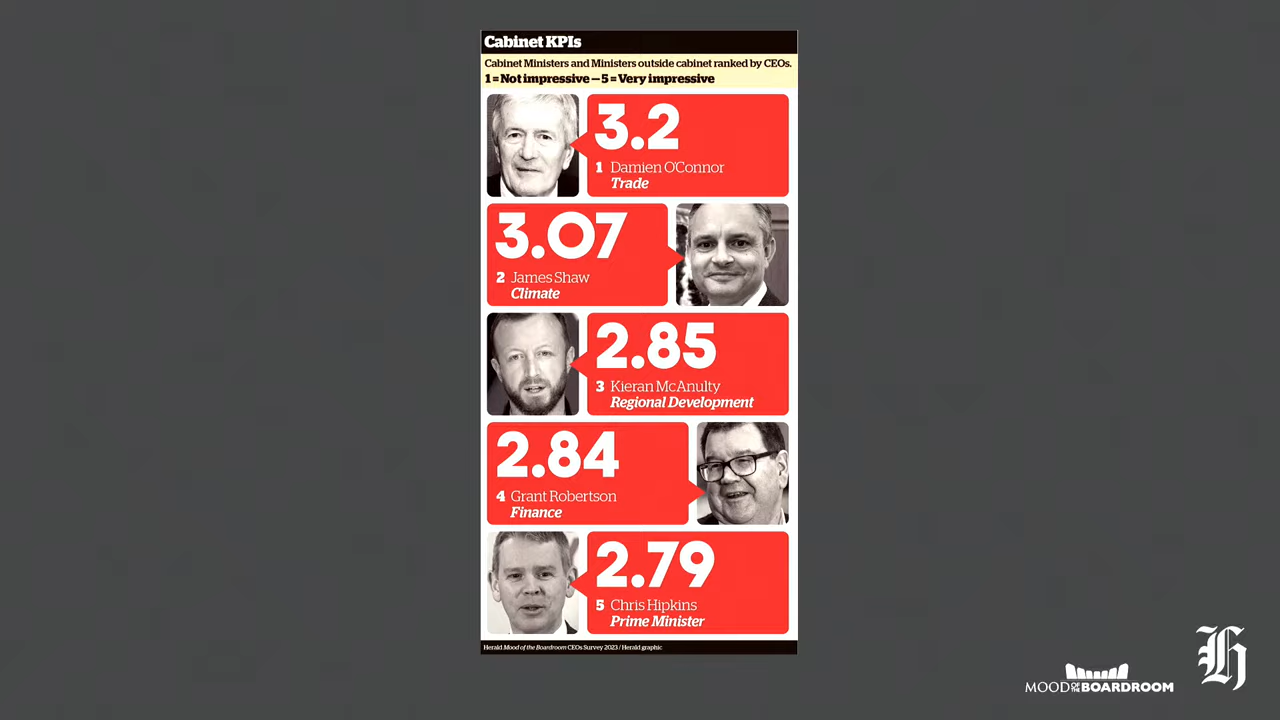 Cabinet KPIs
Cabinet Ministers and Ministers outside cabinet ranked by CEOs.
1 = Not impressive – 5 = Very impressive
3.2
1 Damien O'Connor
Trade
3.07
2 James Shaw
Climate
2.85
3 Kieran McAnulty
Regional Development
2.84
4 Grant Robertson
Finance
2.79
5 Chris Hipkins
Prime Minister
Herald Mood of the Boardroom CEOs Survey 2023 / Herald graphic
MOOD OF THE BOARDROOM
H